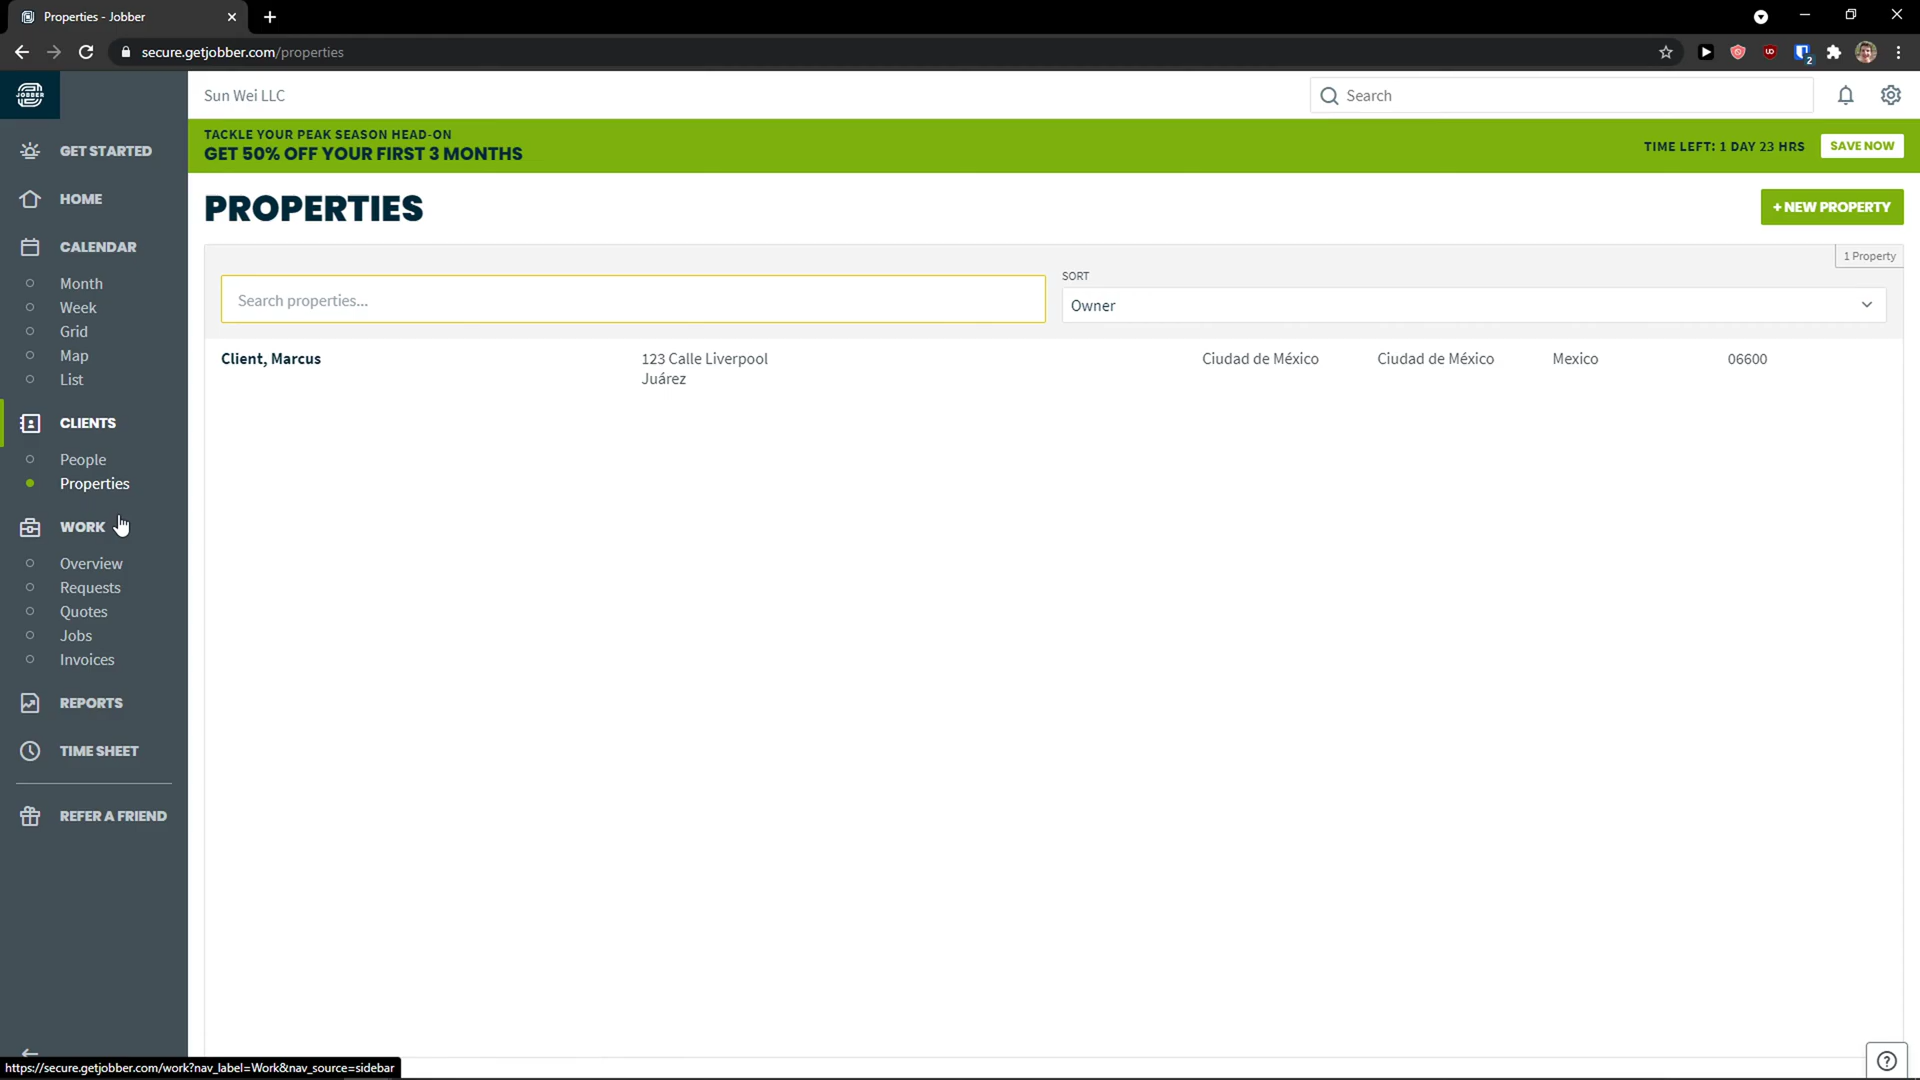 Properties - Jobber
secure.getjobber.com/properties
UD
2
JOBBER
Sun Wei LLC
Search
TACKLE YOUR PEAK SEASON HEAD-ON
GET 50% OFF YOUR FIRST 3 MONTHS
TIME LEFT: 1 DAY 23 HRS
SAVE NOW
GET STARTED
HOME
CALENDAR
Month
Week
Grid
Map
List
CLIENTS
People
Properties
WORK
Overview
Requests
Quotes
Jobs
Invoices
REPORTS
TIME SHEET
REFER A FRIEND
PROPERTIES
+ NEW PROPERTY
1 Property
Search properties...
SORT
Owner
Client, Marcus
123 Calle Liverpool
Juárez
Ciudad de México
Ciudad de México
Mexico
06600
https://secure.getjobber.com/work?nav_label=Work&nav_source=sidebar